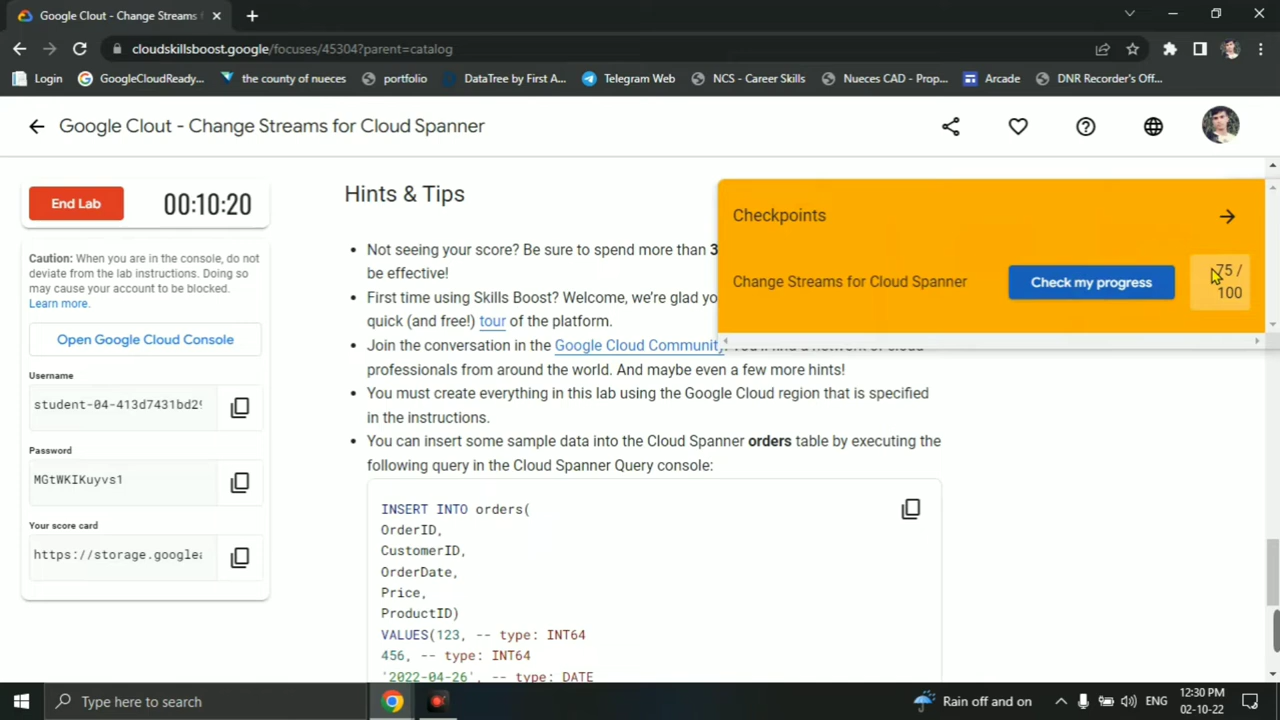 Google Clout - Change Streams f
cloudskillsboost.google/focuses/45304?parent=catalog
Login GoogleCloudReady... the county of nueces portfolio DataTree by First A... Telegram Web NCS - Career Skills Nueces CAD - Prop... Arcade DNR Recorder's Off...
Google Clout - Change Streams for Cloud Spanner
End Lab 00:10:20
Caution: When you are in the console, do not
deviate from the lab instructions. Doing so
may cause your account to be blocked.
Learn more.
Open Google Cloud Console
Username
student-04-413d7431bd29
Password
MGtWKIKuyvs1
Your score card
https://storage.googlea
Hints & Tips
Not seeing your score? Be sure to spend more than 3
be effective!
First time using Skills Boost? Welcome, we're glad yo
quick (and free!) tour of the platform.
Join the conversation in the Google Cloud Community
professionals from around the world. And maybe even a few more hints!
You must create everything in this lab using the Google Cloud region that is specified
in the instructions.
You can insert some sample data into the Cloud Spanner orders table by executing the
following query in the Cloud Spanner Query console:
INSERT INTO orders(
OrderID,
CustomerID,
OrderDate,
Price,
ProductID)
VALUES(123, -- type: INT64
456, -- type: INT64
'2022-04-26', -- type: DATE
Checkpoints
Change Streams for Cloud Spanner Check my progress 75 /
100
Type here to search
Rain off and on ENG 12:30 PM
02-10-22